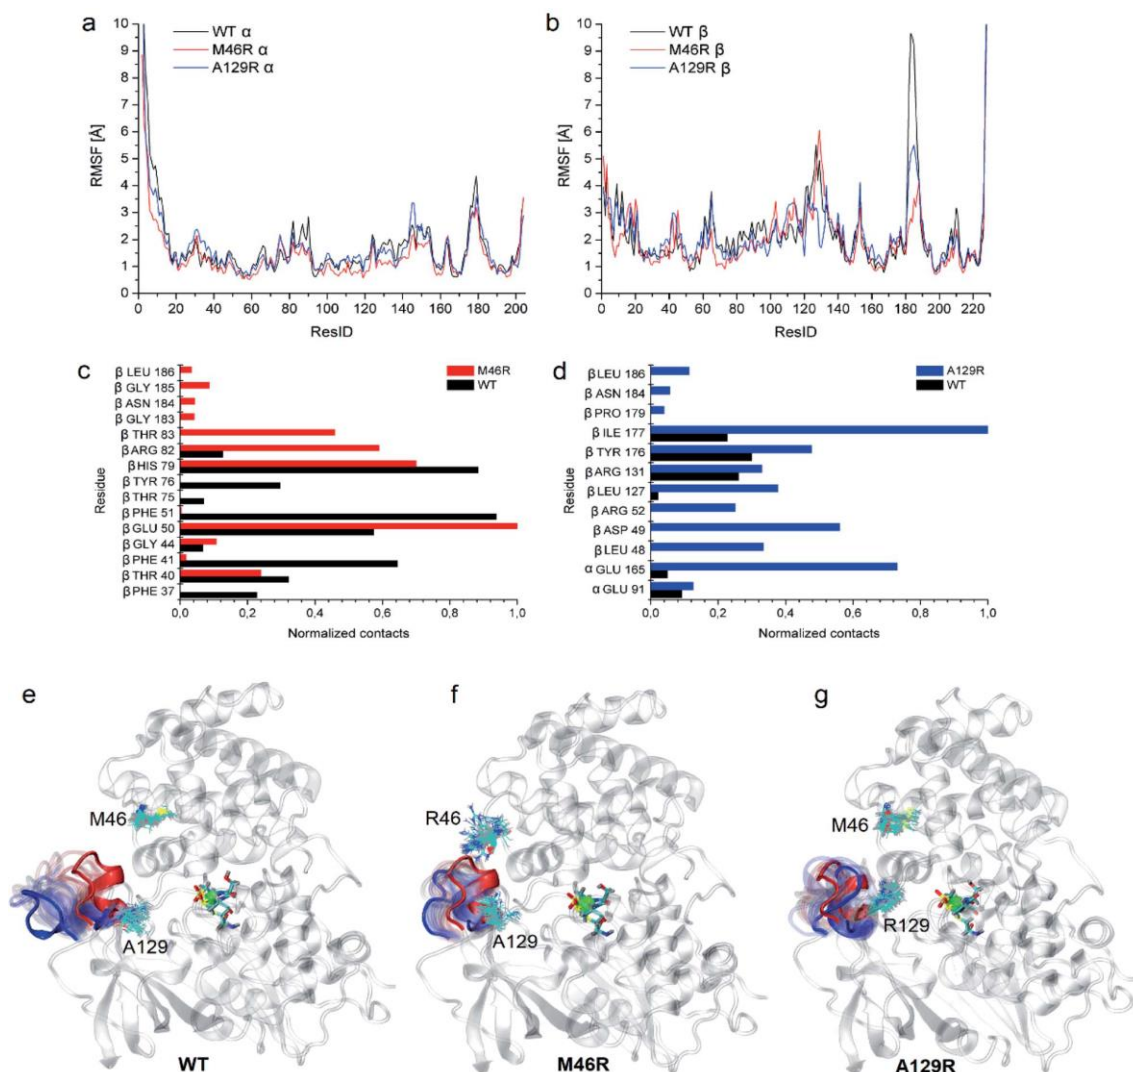 a
b
WT α
M46R α
A129R α
WT β
M46R β
A129R β
RMSF [Å]
10
9
8
7
6
5
4
3
2
1
0
0 20 40 60 80 100 120 140 160 180 200
ResID
RMSF [Å]
10
9
8
7
6
5
4
3
2
1
0
0 20 40 60 80 100 120 140 160 180 200 220
ResID
c
M46R
WT
Residue
β LEU 186
β GLY 185
β ASN 184
β GLY 183
β THR 83
β ARG 82
β HIS 79
β TYR 76
β THR 75
β PHE 51
β GLU 50
β GLY 44
β PHE 41
β THR 40
β PHE 37
0,0 0,2 0,4 0,6 0,8 1,0
Normalized contacts
d
A129R
WT
Residue
β LEU 186
β ASN 184
β PRO 179
β ILE 177
β TYR 176
β ARG 131
β LEU 127
β ARG 52
β ASP 49
β LEU 48
α GLU 165
α GLU 91
0,0 0,2 0,4 0,6 0,8 1,0
Normalized contacts
e
M46
A129
WT
f
R46
A129
M46R
g
M46
R129
A129R